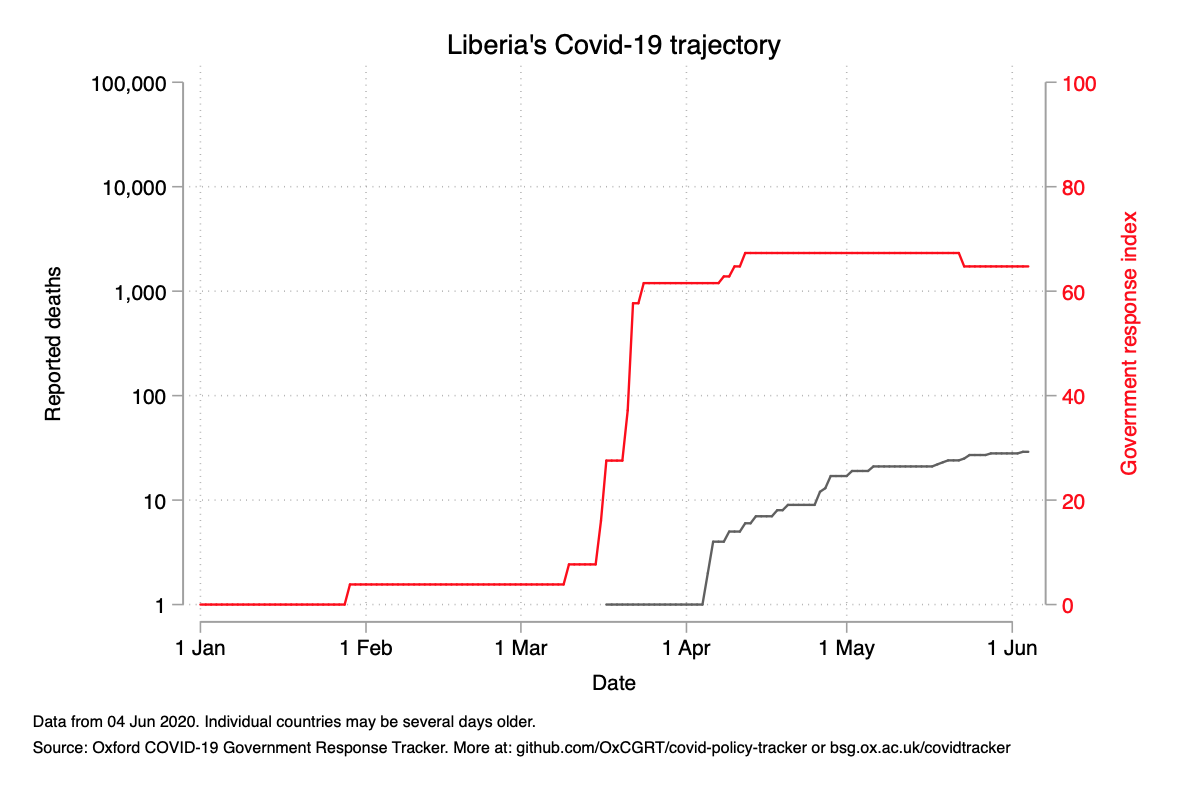 Liberia's Covid-19 trajectory
100,000
10,000
1,000
100
10
1
Reported deaths
100
80
60
40
20
0
Government response index
1 Jan
1 Feb
1 Mar
1 Apr
1 May
1 Jun
Date
Data from 04 Jun 2020. Individual countries may be several days older.
Source: Oxford COVID-19 Government Response Tracker. More at: github.com/OxCGRT/covid-policy-tracker or bsg.ox.ac.uk/covidtracker